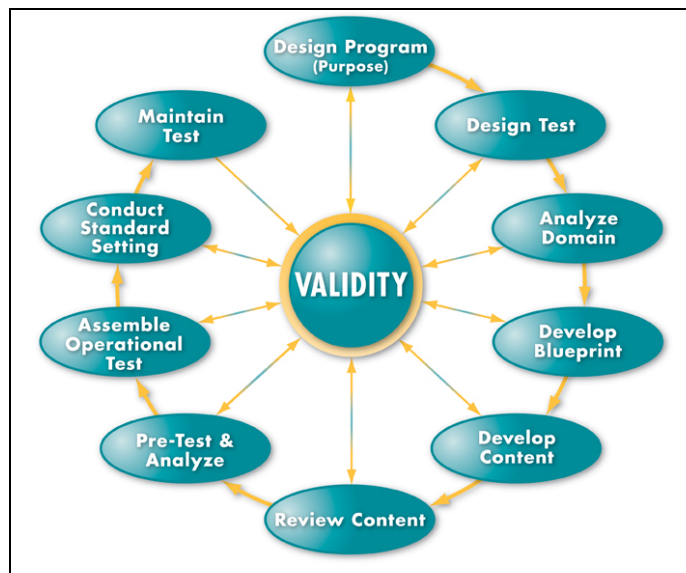 Design Program
(Purpose)
Design Test
Analyze
Domain
Develop
Blueprint
Develop
Content
Review Content
Pre-Test &
Analyze
Assemble
Operational
Test
Conduct
Standard
Setting
Maintain
Test
VALIDITY